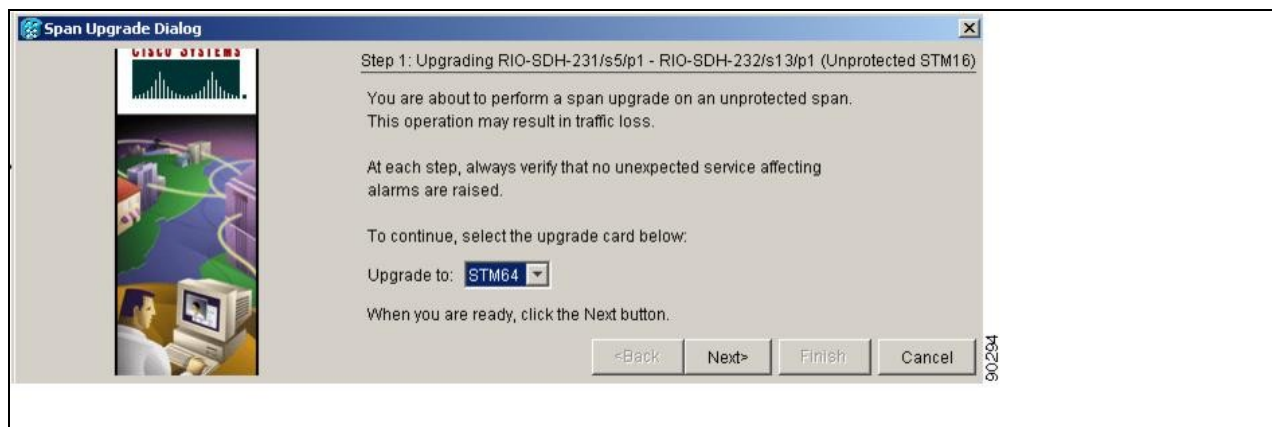 Span Upgrade Dialog
CISCO SYSTEMS
Step 1: Upgrading RIO-SDH-231/s5/p1 - RIO-SDH-232/s13/p1 (Unprotected STM16)
You are about to perform a span upgrade on an unprotected span.
This operation may result in traffic loss.
At each step, always verify that no unexpected service affecting
alarms are raised.
To continue, select the upgrade card below:
Upgrade to: STM64
When you are ready, click the Next button.
<Back Next> Finish Cancel
90294